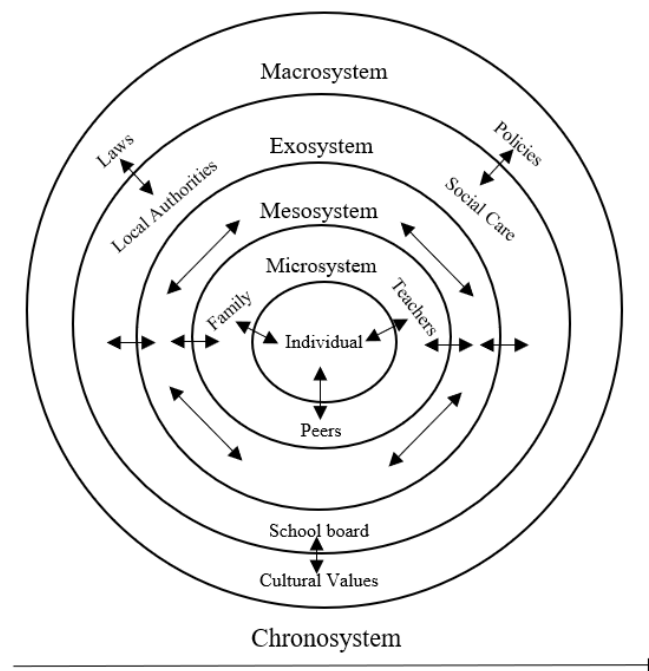 Macrosystem
Laws
Policies
Exosystem
Local Authorities
Social Care
Mesosystem
Microsystem
Family
Teachers
Individual
Peers
School board
Cultural Values
Chronosystem